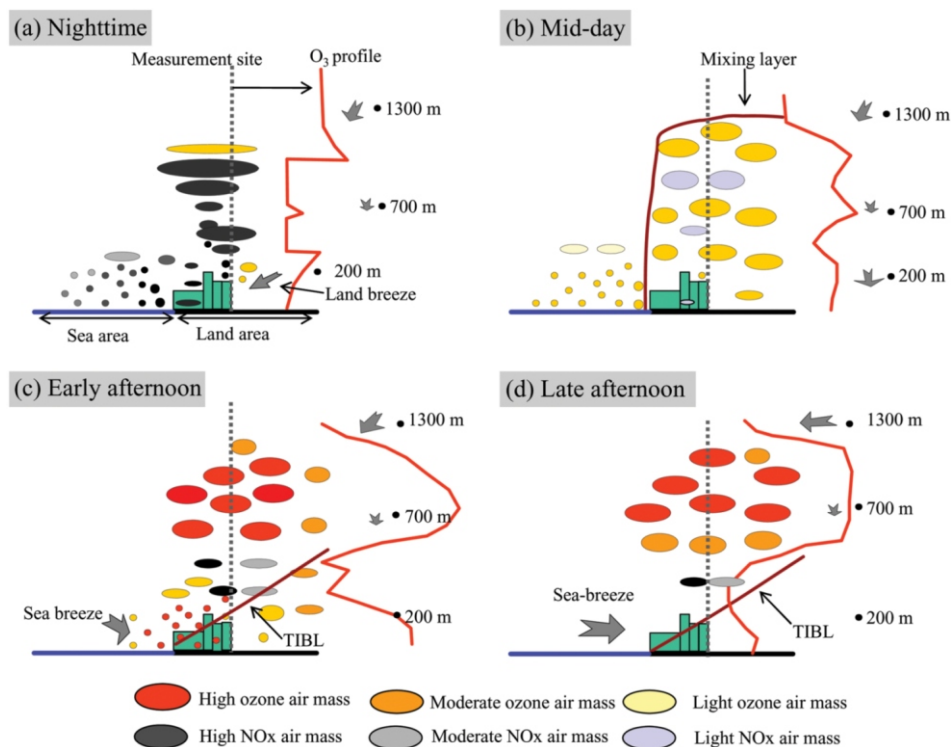 (a) Nighttime
Measurement site
O3 profile
1300 m
700 m
200 m
Land breeze
Sea area
Land area
(b) Mid-day
Mixing layer
1300 m
700 m
200 m
(c) Early afternoon
1300 m
700 m
200 m
Sea breeze
TIBL
(d) Late afternoon
1300 m
700 m
200 m
Sea-breeze
TIBL
High ozone air mass
Moderate ozone air mass
Light ozone air mass
High NOx air mass
Moderate NOx air mass
Light NOx air mass